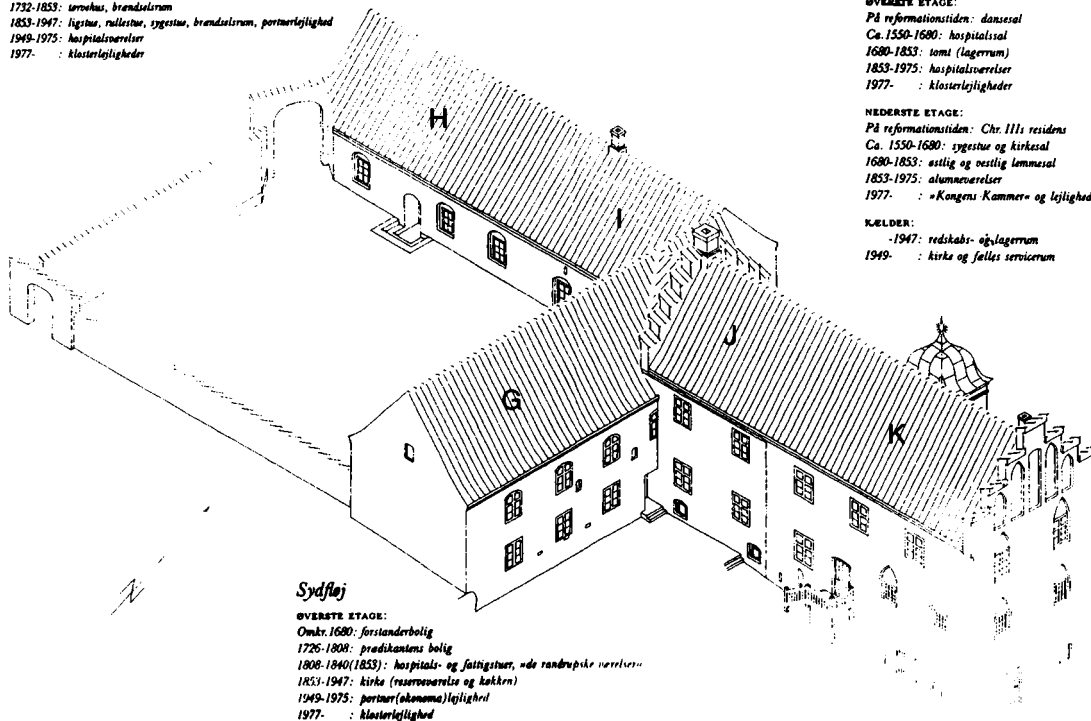 1732-1853: tørvehus, brændselsrum
1853-1947: ligstue, rullestue, sygestue, brændselsrum, portnerlejlighed
1949-1975: hospitalsværelser
1977- : klosterlejligheder
ØVERSTE ETAGE:
På reformationstiden: dansesal
Ca. 1550-1680: hospitalssal
1680-1853: tomt (lagerrum)
1853-1975: hospitalsværelser
1977- : klosterlejligheder
NEDERSTE ETAGE:
På reformationstiden: Chr. IIIs residens
Ca. 1550-1680: sygestue og kirkesal
1680-1853: østlig og vestlig lemmesal
1853-1975: alumneværelser
1977- : »Kongens Kammer« og lejlighed
KÆLDER:
-1947: redskabs- og lagerrum
1949- : kirke og fælles servicerum
H
I
J
G
K
Sydfløj
ØVERSTE ETAGE:
Omkr. 1680: forstanderbolig
1726-1808: prædikantens bolig
1808-1840(1853): hospitals- og fattigstuer, »de randrupske værelser«
1853-1947: kirke (reserveværelse og køkken)
1949-1975: portner(økonoma)lejlighed
1977- : klosterlejlighed